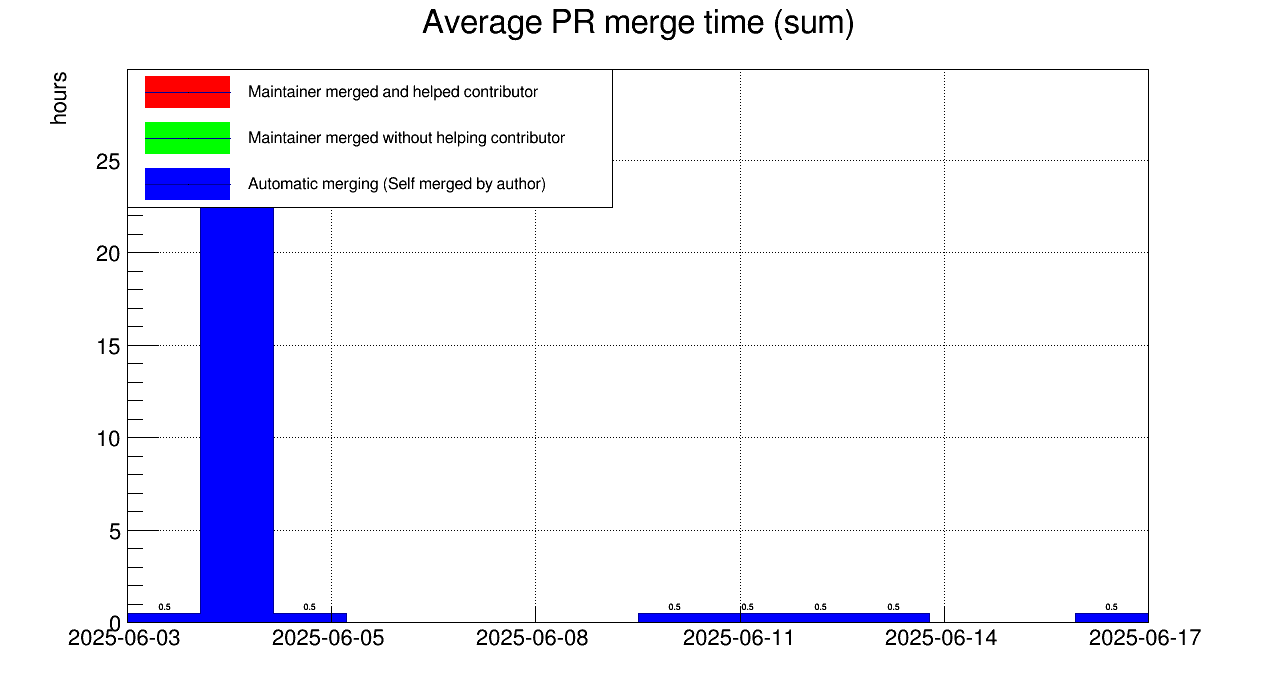 Average PR merge time (sum)
hours
Maintainer merged and helped contributor
Maintainer merged without helping contributor
Automatic merging (Self merged by author)
25
20
15
10
5
0
0.5 0.5 0.5 0.5 0.5 0.5 0.5
2025-06-03 2025-06-05 2025-06-08 2025-06-11 2025-06-14 2025-06-17